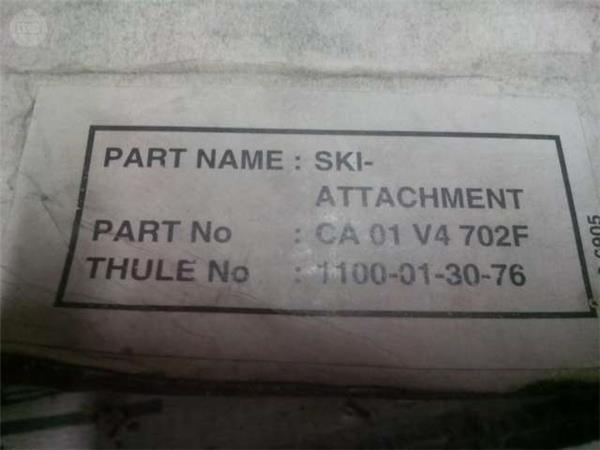 PART NAME : SKI-
ATTACHMENT
PART No : CA 01 V4 702F
THULE No : 1100-01-30-76